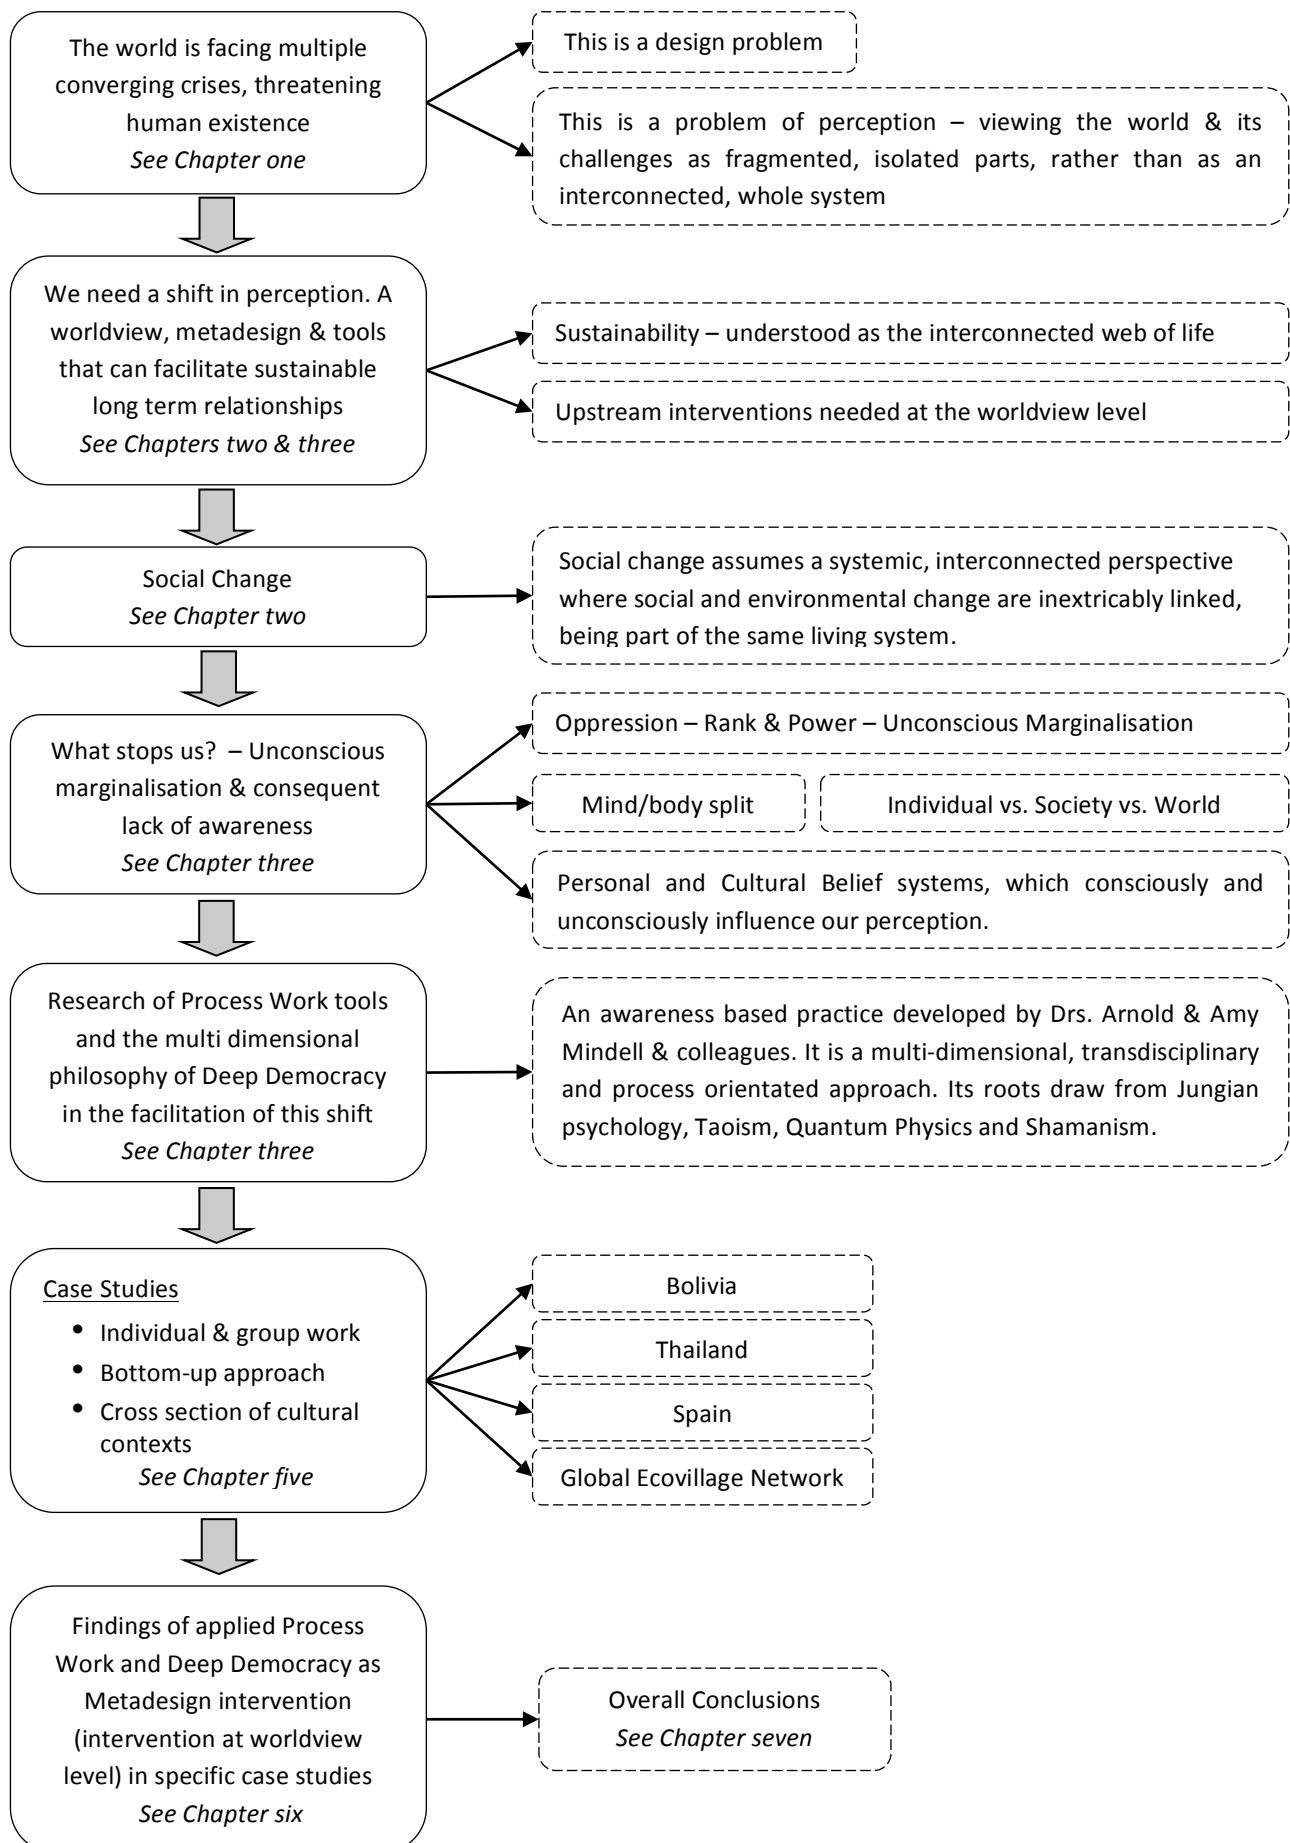 The world is facing multiple
converging crises, threatening
human existence
See Chapter one
This is a design problem
This is a problem of perception – viewing the world & its
challenges as fragmented, isolated parts, rather than as an
interconnected, whole system
We need a shift in perception. A
worldview, metadesign & tools
that can facilitate sustainable
long term relationships
See Chapters two & three
Sustainability – understood as the interconnected web of life
Upstream interventions needed at the worldview level
Social Change
See Chapter two
Social change assumes a systemic, interconnected perspective
where social and environmental change are inextricably linked,
being part of the same living system.
What stops us? – Unconscious
marginalisation & consequent
lack of awareness
See Chapter three
Oppression – Rank & Power – Unconscious Marginalisation
Mind/body split
Individual vs. Society vs. World
Personal and Cultural Belief systems, which consciously and
unconsciously influence our perception.
Research of Process Work tools
and the multi dimensional
philosophy of Deep Democracy
in the facilitation of this shift
See Chapter three
An awareness based practice developed by Drs. Arnold & Amy
Mindell & colleagues. It is a multi-dimensional, transdisciplinary
and process orientated approach. Its roots draw from Jungian
psychology, Taoism, Quantum Physics and Shamanism.
Case Studies
• Individual & group work
• Bottom-up approach
• Cross section of cultural
contexts
See Chapter five
Bolivia
Thailand
Spain
Global Ecovillage Network
Findings of applied Process
Work and Deep Democracy as
Metadesign intervention
(intervention at worldview
level) in specific case studies
See Chapter six
Overall Conclusions
See Chapter seven